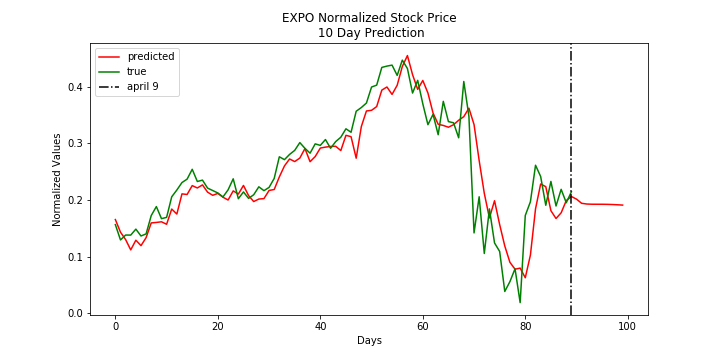 EXPO Normalized Stock Price
10 Day Prediction
predicted
true
april 9
Normalized Values
0.4
0.3
0.2
0.1
0.0
0
20
40
60
80
100
Days